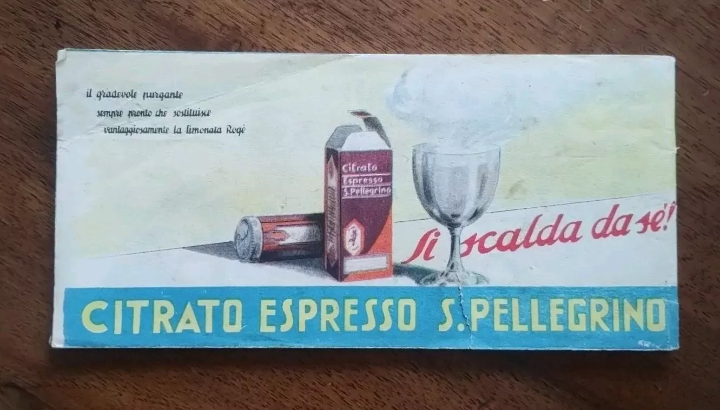 il gradevole purgante
sempre pronto che sostituisce
vantaggiosamente la limonata Rogé
Citrato
Espresso
S. Pellegrino
Si scalda da sè!
CITRATO ESPRESSO S. PELLEGRINO